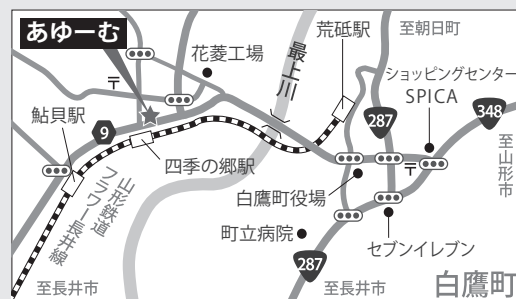 あゆーむ
花菱工場
最上川
荒砥駅
至朝日町
ショッピングセンター
SPICA
287
348
鮎貝駅
9
四季の郷駅
至山形市
白鷹町役場
山形鉄道
フラワー長井線
町立病院
セブンイレブン
287
至長井市
至長井市
白鷹町